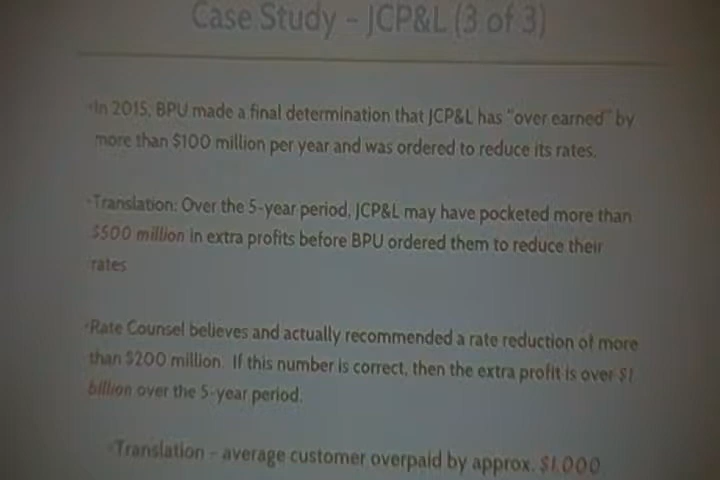 Case Study - JCP&L (3 of 3)
•In 2015, BPU made a final determination that JCP&L has "over earned" by
more than $100 million per year and was ordered to reduce its rates.
•Translation: Over the 5-year period, JCP&L may have pocketed more than
$500 million in extra profits before BPU ordered them to reduce their
rates
•Rate Counsel believes and actually recommended a rate reduction of more
than $200 million. If this number is correct, then the extra profit is over $1
billion over the 5-year period.
•Translation - average customer overpaid by approx. $1,000